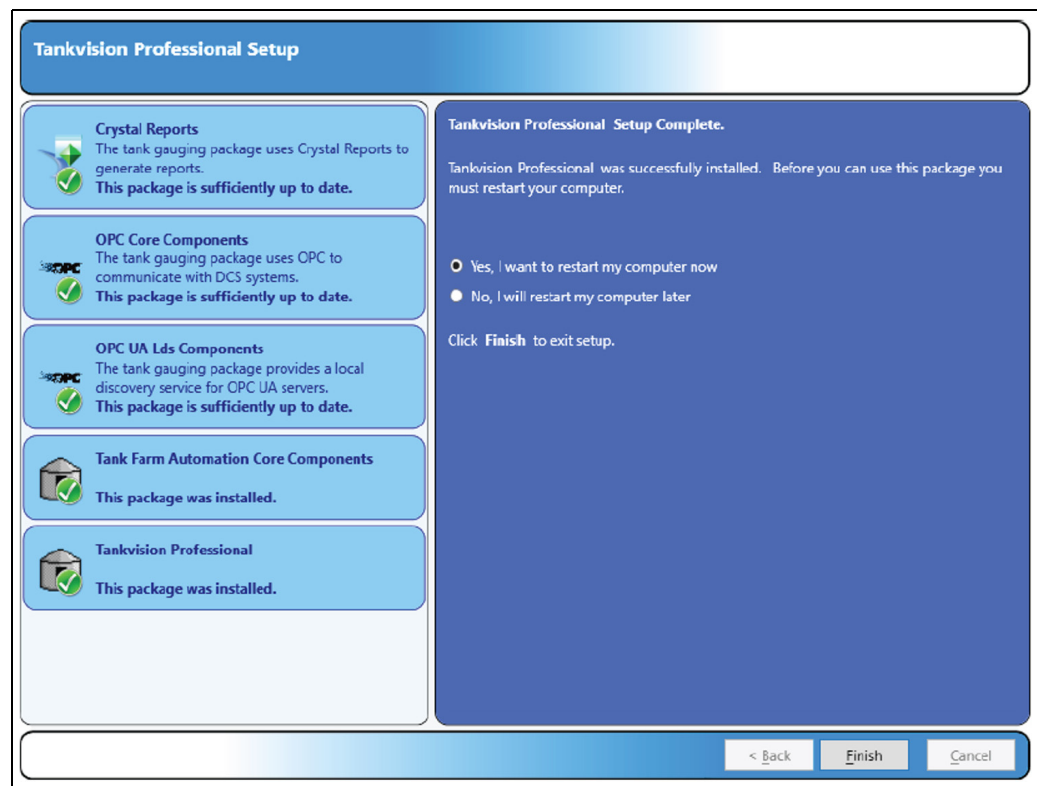 Tankvision Professional Setup
Crystal Reports
The tank gauging package uses Crystal Reports to
generate reports.
This package is sufficiently up to date.
OPC Core Components
The tank gauging package uses OPC to
communicate with DCS systems.
This package is sufficiently up to date.
OPC UA Lds Components
The tank gauging package provides a local
discovery service for OPC UA servers.
This package is sufficiently up to date.
Tank Farm Automation Core Components
This package was installed.
Tankvision Professional
This package was installed.
Tankvision Professional Setup Complete.
Tankvision Professional was successfully installed. Before you can use this package you
must restart your computer.
Yes, I want to restart my computer now
No, I will restart my computer later
Click Finish to exit setup.
< Back
Finish
Cancel
OPC
OPC